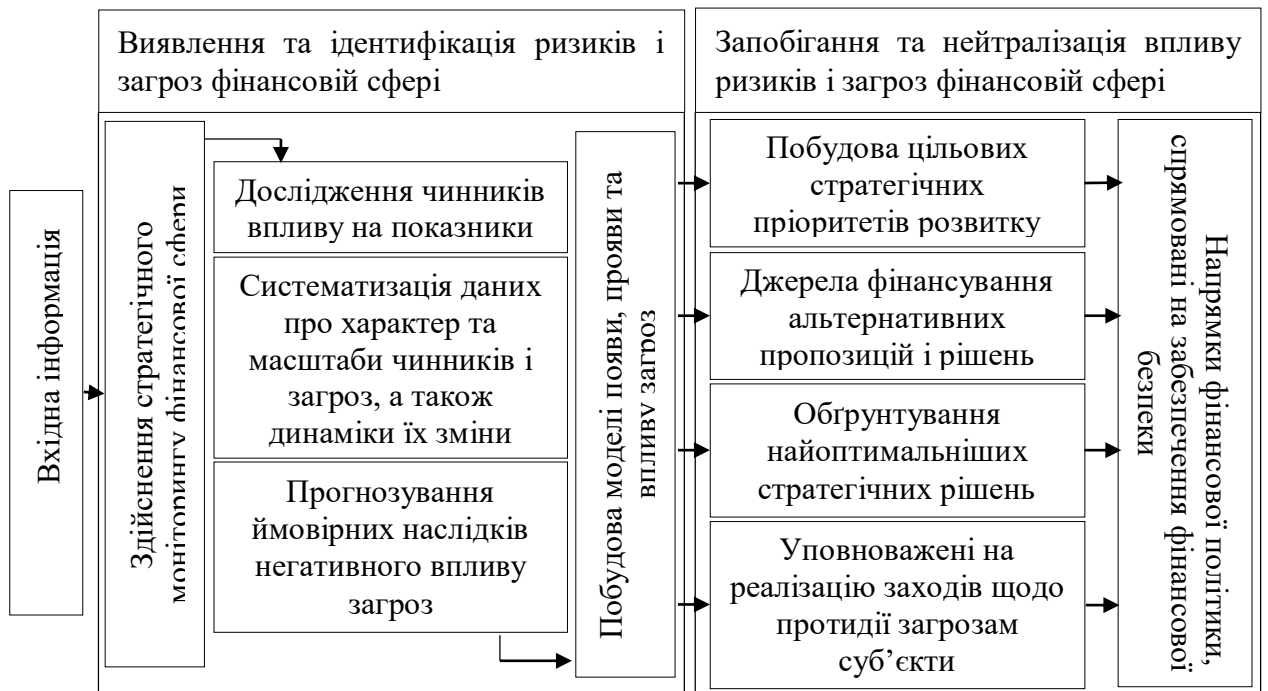 Виявлення та ідентифікація ризиків і
загроз фінансовій сфері
Запобігання та нейтралізація впливу
ризиків і загроз фінансовій сфері
Вхідна інформація
Здійснення стратегічного
моніторингу фінансової сфери
Дослідження чинників
впливу на показники
Систематизація даних
про характер та
масштаби чинників і
загроз, а також
динаміки їх зміни
Прогнозування
ймовірних наслідків
негативного впливу
загроз
Побудова моделі появи, прояви та
впливу загроз
Побудова цільових
стратегічних
пріоритетів розвитку
Джерела фінансування
альтернативних
пропозицій і рішень
Обґрунтування
найоптимальніших
стратегічних рішень
Уповноважені на
реалізацію заходів щодо
протидії загрозам
суб’єкти
Напрямки фінансової політики,
спрямовані на забезпечення фінансової
безпеки